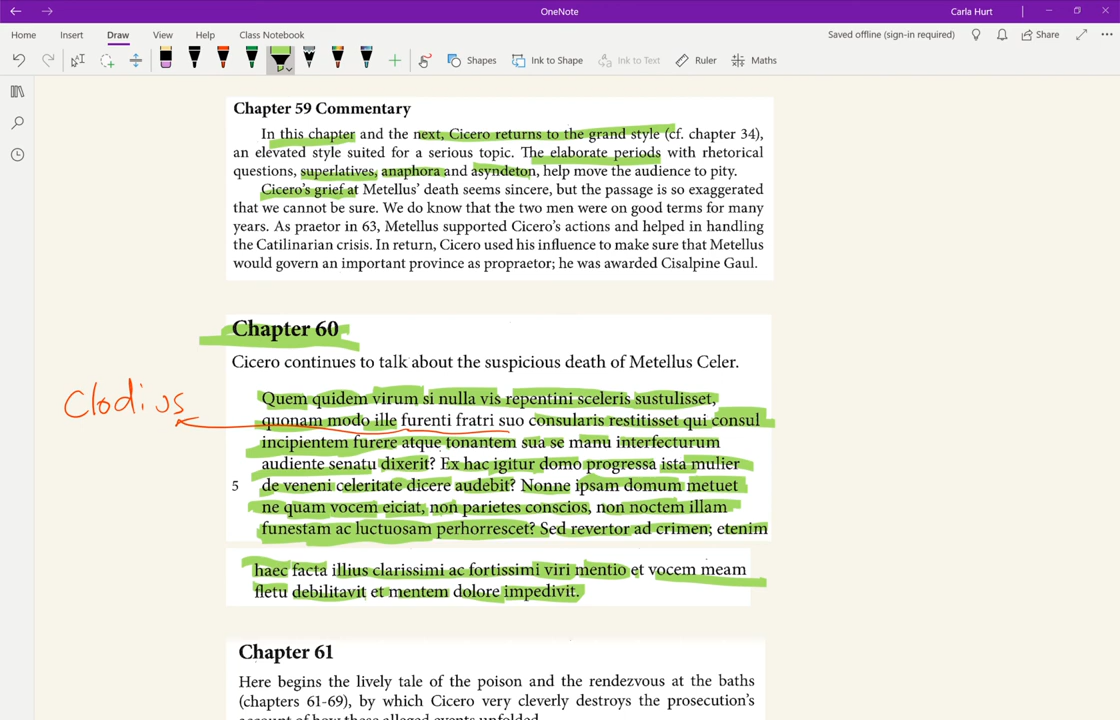 OneNote
Carla Hurt
Home Insert Draw View Help Class Notebook
Saved offline (sign-in required) Share
Shapes Ink to Shape Ink to Text Ruler Maths
Chapter 59 Commentary
In this chapter and the next, Cicero returns to the grand style (cf. chapter 34),
an elevated style suited for a serious topic. The elaborate periods with rhetorical
questions, superlatives, anaphora and asyndeton, help move the audience to pity.
Cicero's grief at Metellus' death seems sincere, but the passage is so exaggerated
that we cannot be sure. We do know that the two men were on good terms for many
years. As praetor in 63, Metellus supported Cicero's actions and helped in handling
the Catilinarian crisis. In return, Cicero used his influence to make sure that Metellus
would govern an important province as propraetor; he was awarded Cisalpine Gaul.
Chapter 60
Cicero continues to talk about the suspicious death of Metellus Celer.
Clodius
Quem quidem virum si nulla vis repentini sceleris sustulisset,
quonam modo ille furenti fratri suo consularis restitisset qui consul
incipientem furere atque tonantem sua se manu interfecturum
audiente senatu dixerit? Ex hac igitur domo progressa ista mulier
5 de veneni celeritate dicere audebit? Nonne ipsam domum metuet
ne quam vocem eiciat, non parietes conscios, non noctem illam
funestam ac luctuosam perhorrescet? Sed revertor ad crimen; etenim
haec facta illius clarissimi ac fortissimi viri mentio et vocem meam
fletu debilitavit et mentem dolore impedivit.
Chapter 61
Here begins the lively tale of the poison and the rendezvous at the baths
(chapters 61-69), by which Cicero very cleverly destroys the prosecution's
account of how these alleged events unfolded.